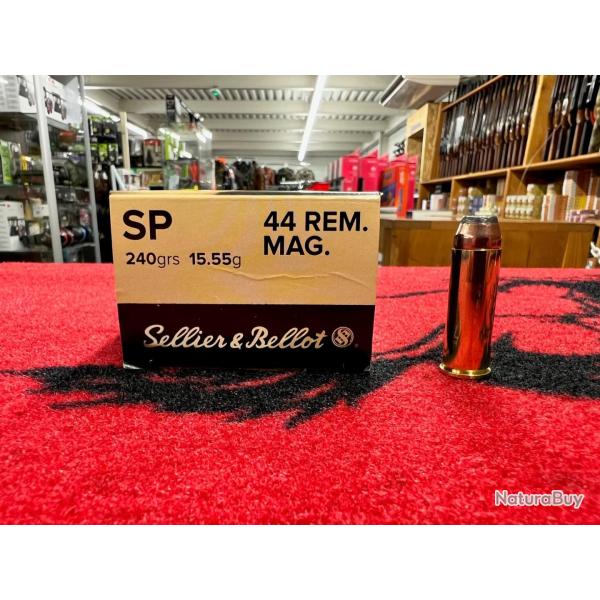 SP
240grs 15.55g
44 REM.
MAG.
Sellier & Bellot S&B®
NaturaBuy